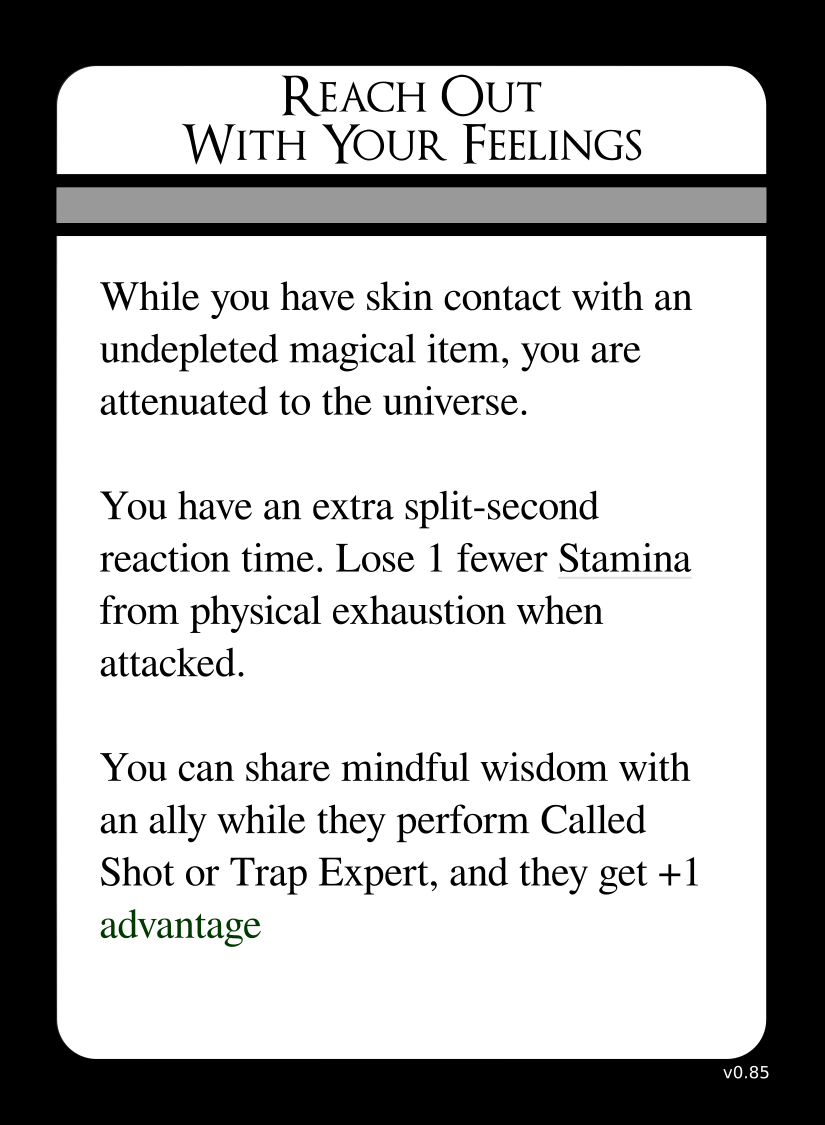 Reach Out
With Your Feelings
While you have skin contact with an
undepleted magical item, you are
attenuated to the universe.
You have an extra split-second
reaction time. Lose 1 fewer Stamina
from physical exhaustion when
attacked.
You can share mindful wisdom with
an ally while they perform Called
Shot or Trap Expert, and they get +1
advantage
v0.85